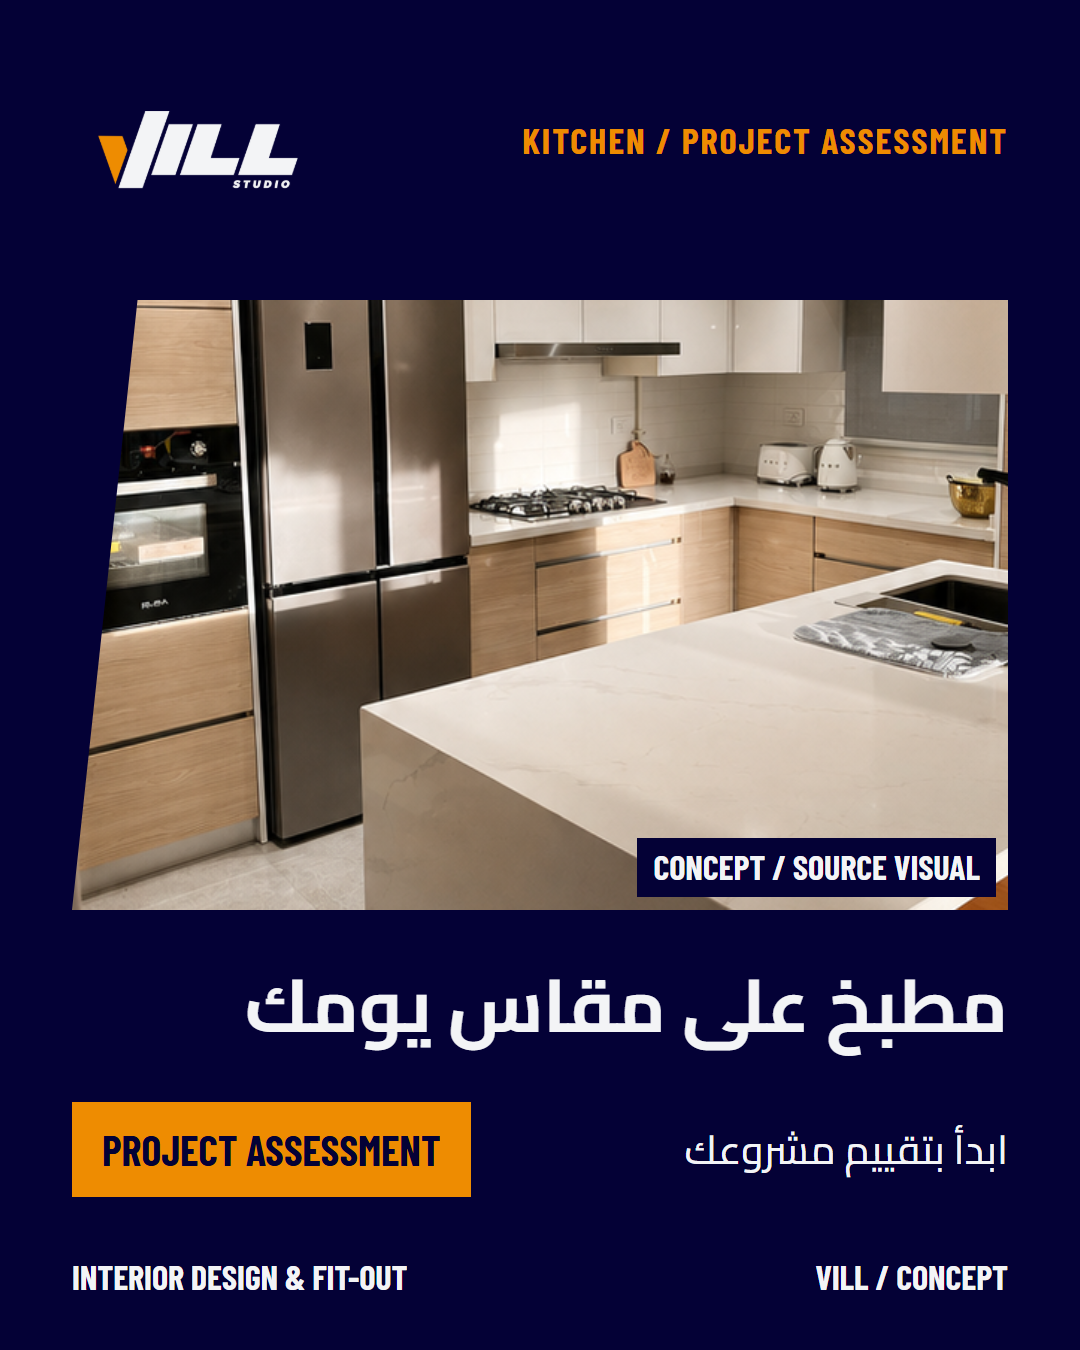 VILL
STUDIO
KITCHEN / PROJECT ASSESSMENT
CONCEPT / SOURCE VISUAL
مطبخ على مقاس يومك
ابدأ بتقييم مشروعك
PROJECT ASSESSMENT
INTERIOR DESIGN & FIT-OUT
VILL / CONCEPT